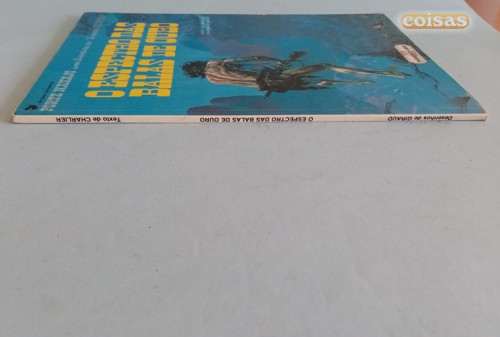 coisas
O ESPECTRO DAS
BALAS DE OURO
Texto de CHARLIER
O ESPECTRO DAS BALAS DE OURO
Desenhos de GIRAUD